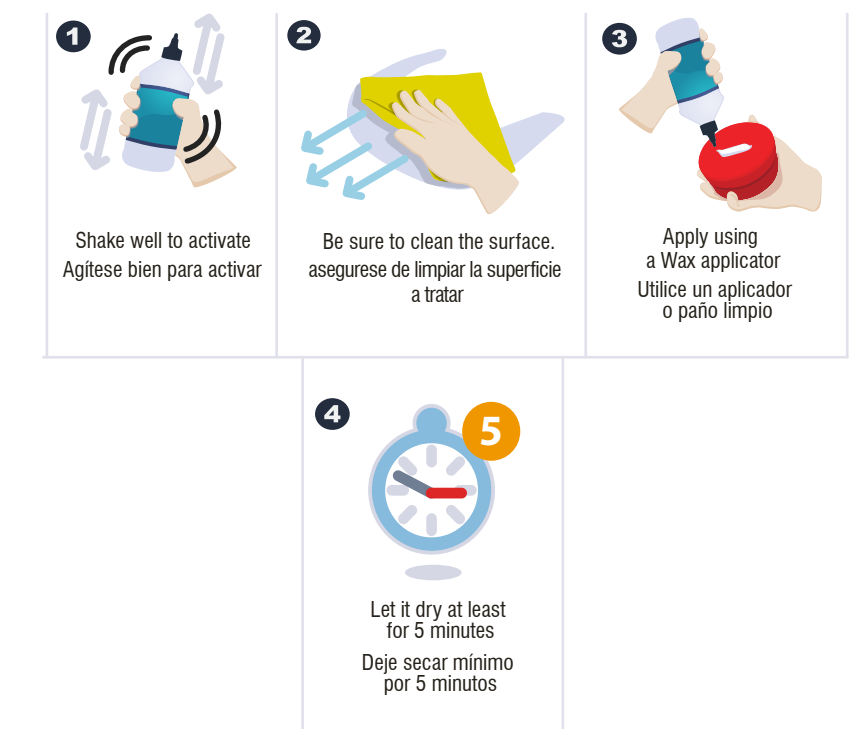 1
Shake well to activate
Agítese bien para activar
2
Be sure to clean the surface.
asegurese de limpiar la superficie
a tratar
3
Apply using
a Wax applicator
Utilice un aplicador
o paño limpio
4
5
Let it dry at least
for 5 minutes
Deje secar mínimo
por 5 minutos